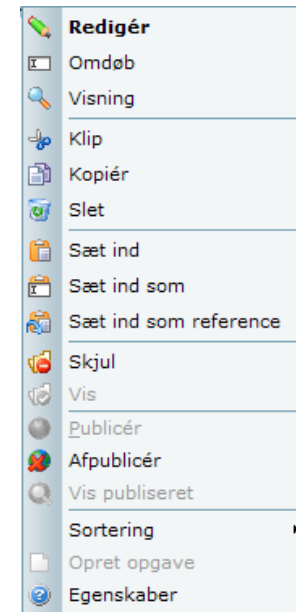 Redigér
Omdøb
Visning
Klip
Kopiér
Slet
Sæt ind
Sæt ind som
Sæt ind som reference
Skjul
Vis
Publicér
Afpublicér
Vis publiseret
Sortering
Opret opgave
Egenskaber